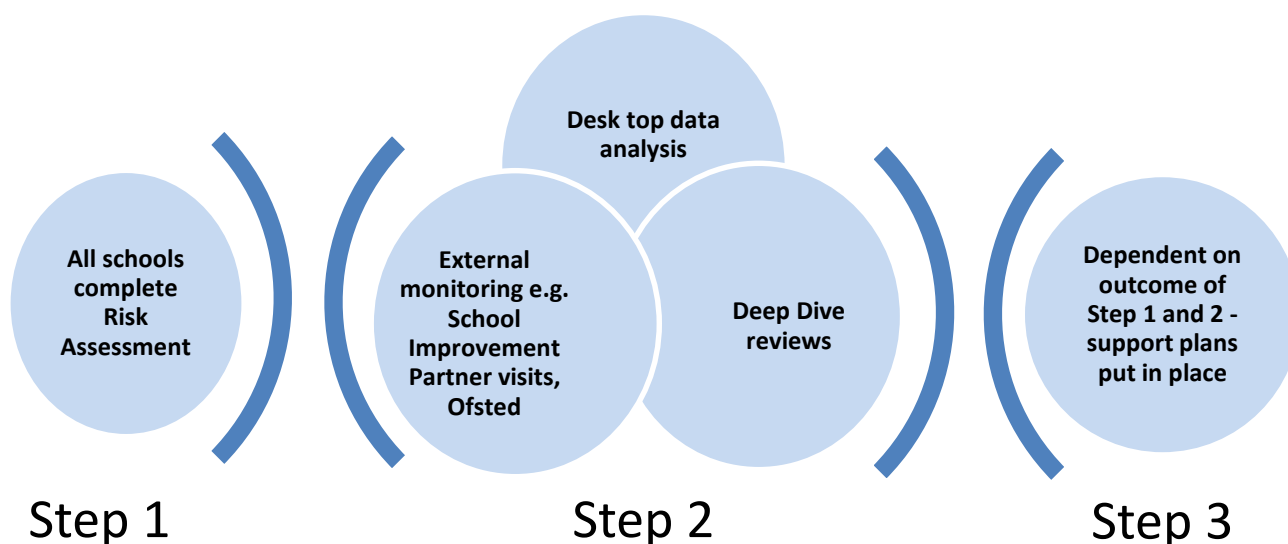 Desk top data
analysis
All schools
complete
Risk
Assessment
External
monitoring e.g.
School
Improvement
Partner visits,
Ofsted
Deep Dive
reviews
Dependent on
outcome of
Step 1 and 2 -
support plans
put in place
Step 1
Step 2
Step 3